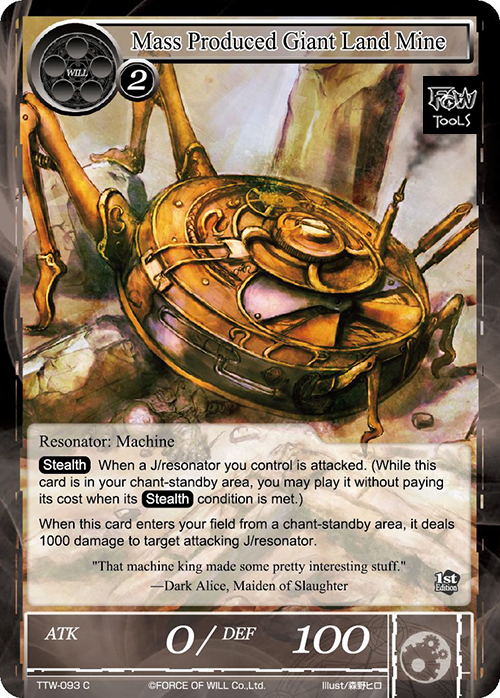 Mass Produced Giant Land Mine
WILL
2
FOW
TOOLS
Resonator: Machine
Stealth When a J/resonator you control is attacked. (While this
card is in your chant-standby area, you may play it without paying
its cost when its Stealth condition is met.)
When this card enters your field from a chant-standby area, it deals
1000 damage to target attacking J/resonator.
"That machine king made some pretty interesting stuff."
—Dark Alice, Maiden of Slaughter
1st
Edition
ATK 0 / DEF 100
TTW-093 C ©FORCE OF WILL Co.,Ltd. Illust/森野ヒロ